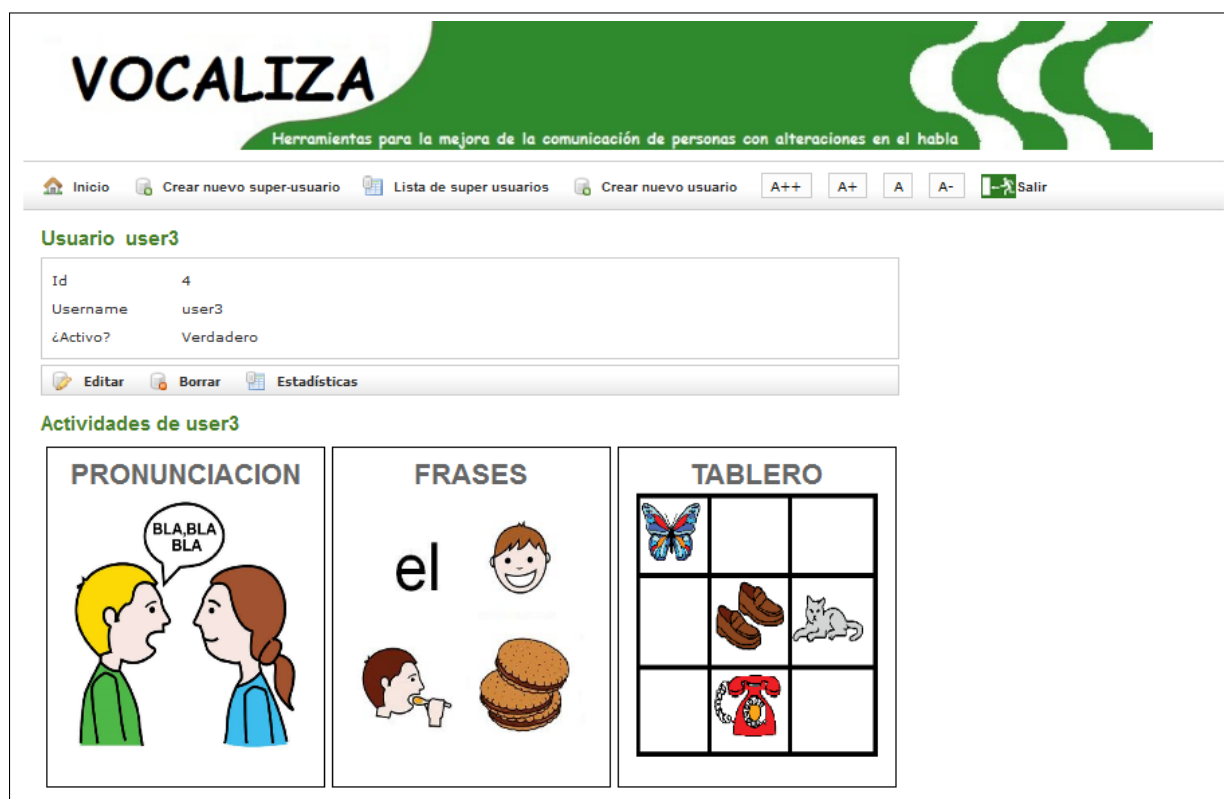 VOCALIZA
Herramientas para la mejora de la comunicación de personas con alteraciones en el habla
Inicio Crear nuevo super-usuario Lista de super usuarios Crear nuevo usuario A++ A+ A A- Salir
Usuario user3
Id 4
Username user3
¿Activo? Verdadero
Editar Borrar Estadísticas
Actividades de user3
PRONUNCIACION FRASES TABLERO
BLA,BLA
BLA
el